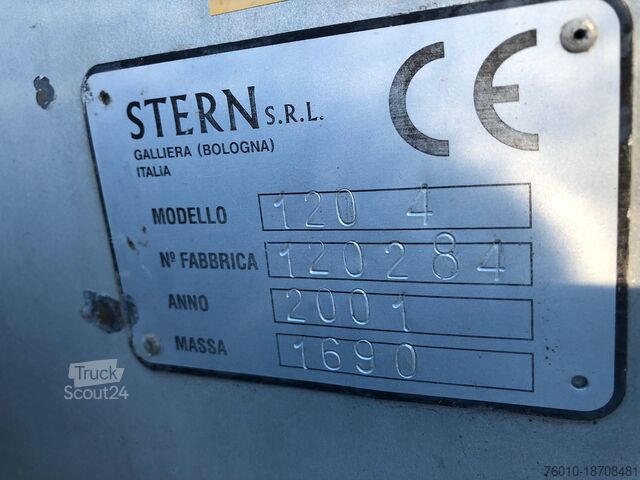 STERN S.R.L.
CE
GALLIERA (BOLOGNA)
ITALIA
MODELLO 120 4
Nº FABBRICA 120284
ANNO 2001
MASSA 1690
Truck
Scout24
76010-18708481